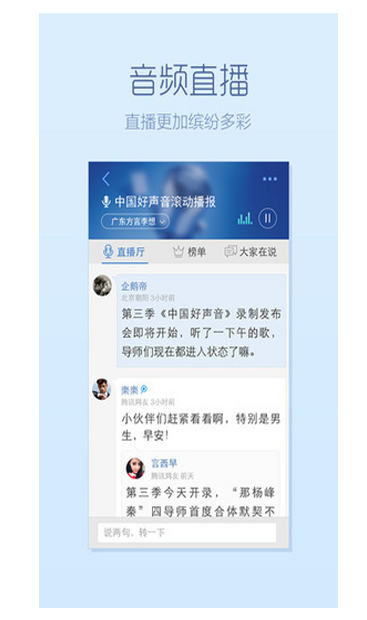 音频直播
直播更加缤纷多彩
中国好声音滚动播报
广东方言李想
直播厅
榜单
大家在说
企鹅帝
北京朝阳 3小时前
第三季《中国好声音》录制发布
会即将开始，听了一下午的歌，
导师们现在都进入状态了嘛。
栗栗
腾讯网友 3小时前
小伙伴们赶紧看看啊，特别是男
生，早安！
言西早
腾讯网友 前天
第三季今天开录，“那杨峰
秦”四导师首度合体默契不
说两句，转一下